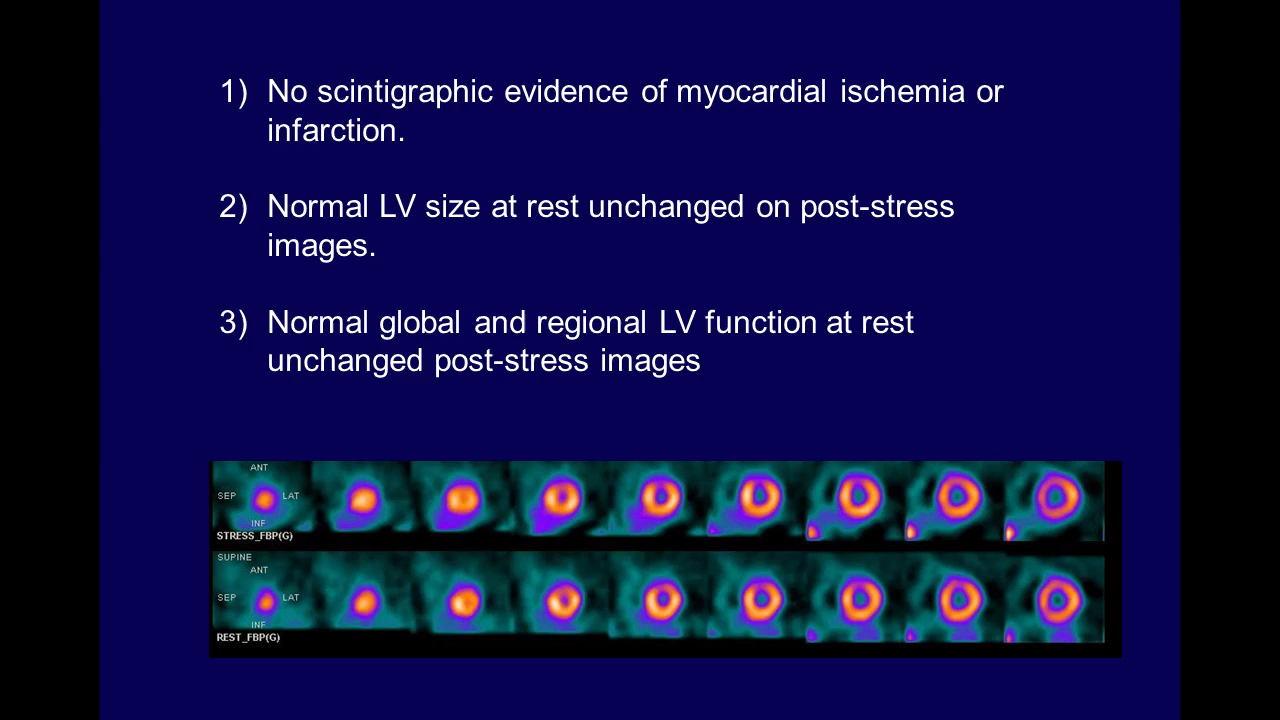 1) No scintigraphic evidence of myocardial ischemia or
infarction.
2) Normal LV size at rest unchanged on post-stress
images.
3) Normal global and regional LV function at rest
unchanged post-stress images
ANT
SEP LAT
INF
STRESS_FBP(G)
SUPINE
ANT
SEP LAT
INF
REST_FBP(G)